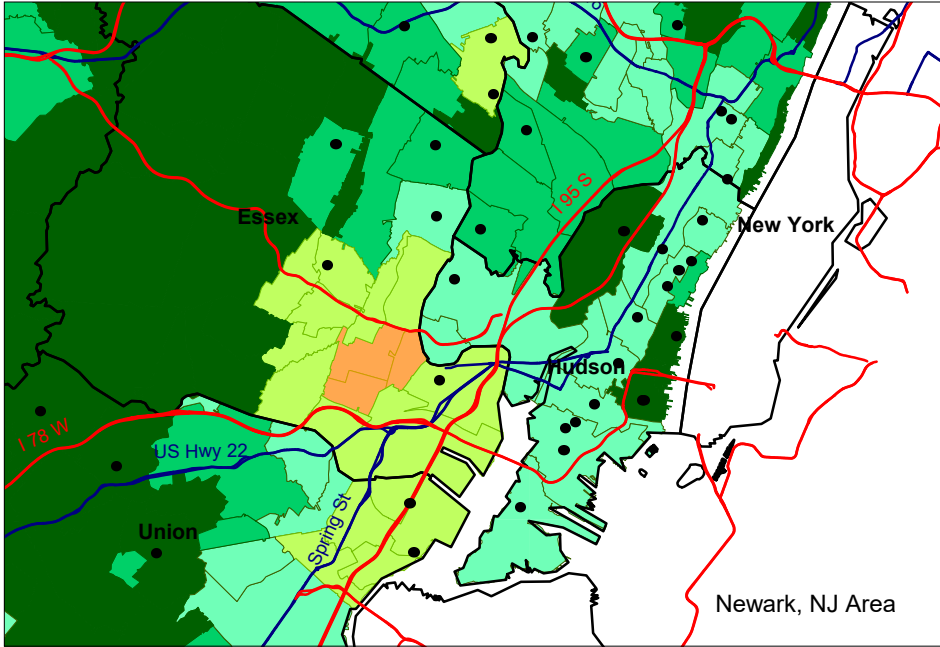 I 95 S
Essex
New York
Hudson
I 78 W
US Hwy 22
Spring St
Union
Newark, NJ Area